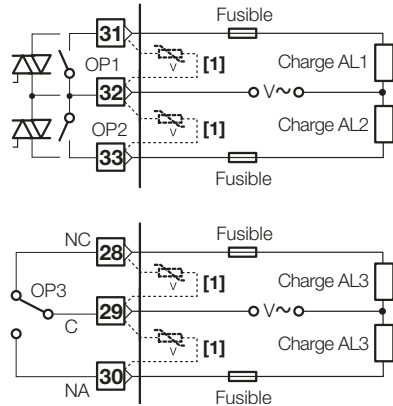 Fusible
31
OP1
V
[1]
Charge AL1
32
V~
OP2
V
[1]
Charge AL2
33
Fusible
Fusible
NC
28
V
[1]
Charge AL3
OP3
29
C
V~
V
[1]
Charge AL3
30
NA
Fusible